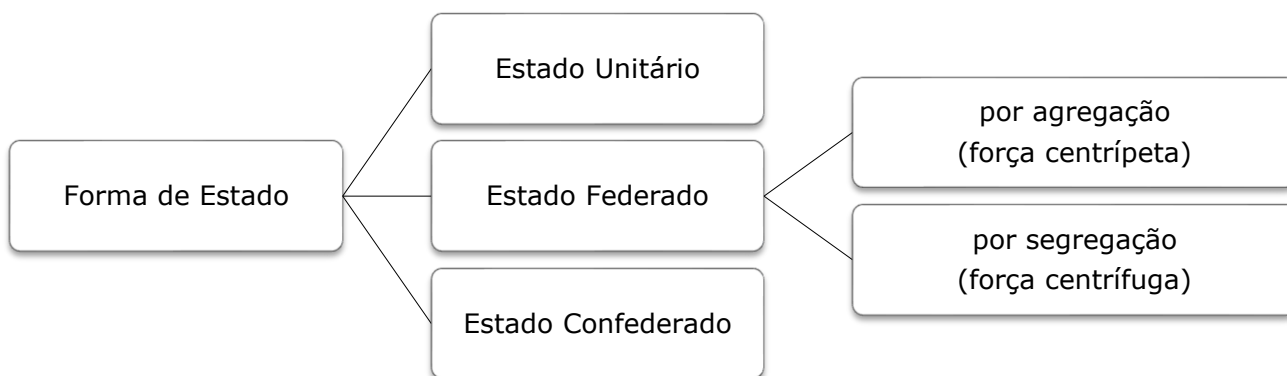 Forma de Estado
Estado Unitário
Estado Federado
Estado Confederado
por agregação
(força centrípeta)
por segregação
(força centrífuga)